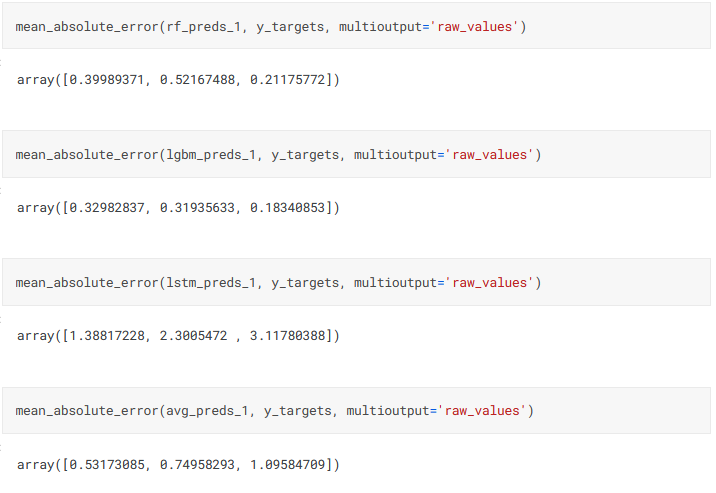 mean_absolute_error(rf_preds_1, y_targets, multioutput='raw_values')
array([0.39989371, 0.52167488, 0.21175772])
mean_absolute_error(lgbm_preds_1, y_targets, multioutput='raw_values')
array([0.32982837, 0.31935633, 0.18340853])
mean_absolute_error(lstm_preds_1, y_targets, multioutput='raw_values')
array([1.38817228, 2.3005472 , 3.11780388])
mean_absolute_error(avg_preds_1, y_targets, multioutput='raw_values')
array([0.53173085, 0.74958293, 1.09584709])